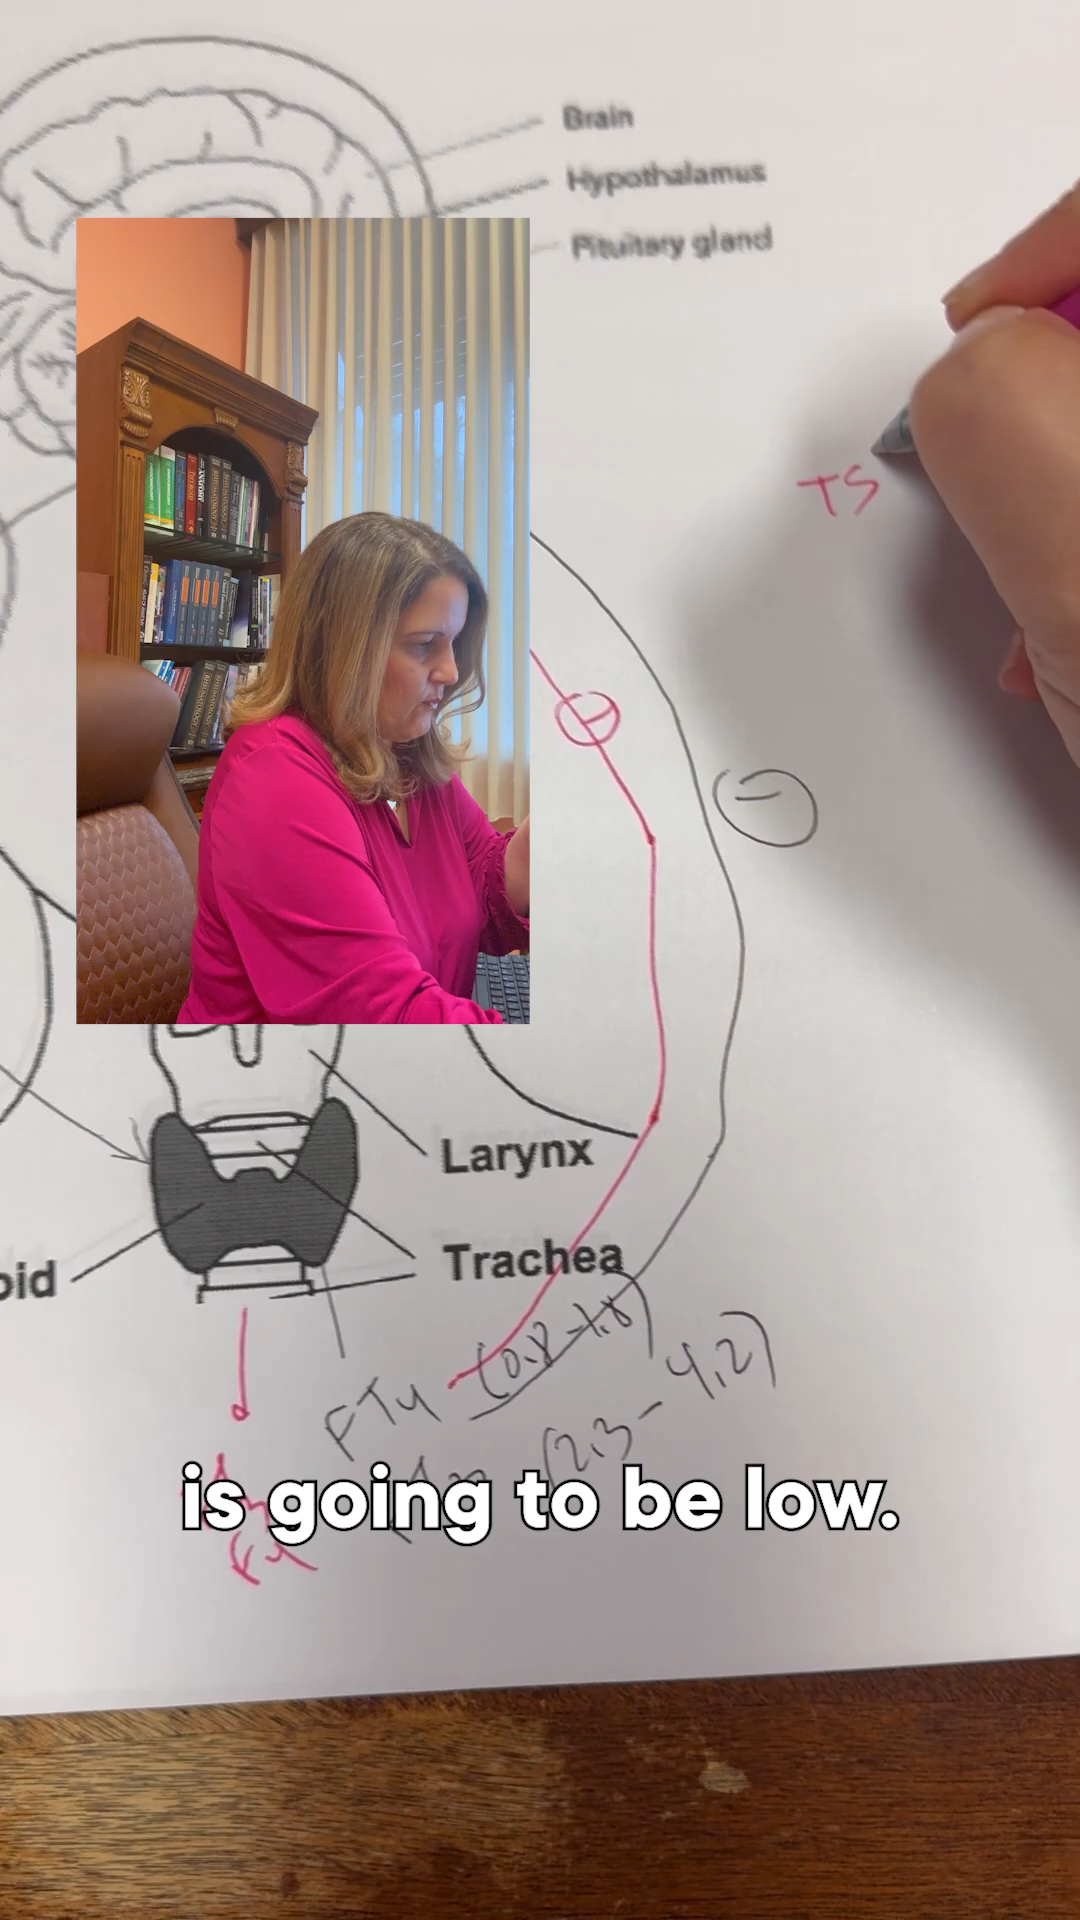 Brain
Hypothalamus
Pituitary gland
TS
Larynx
Trachea
oid
FT4 (0.8-1.8)
(2.3-4.2)
is going to be low.